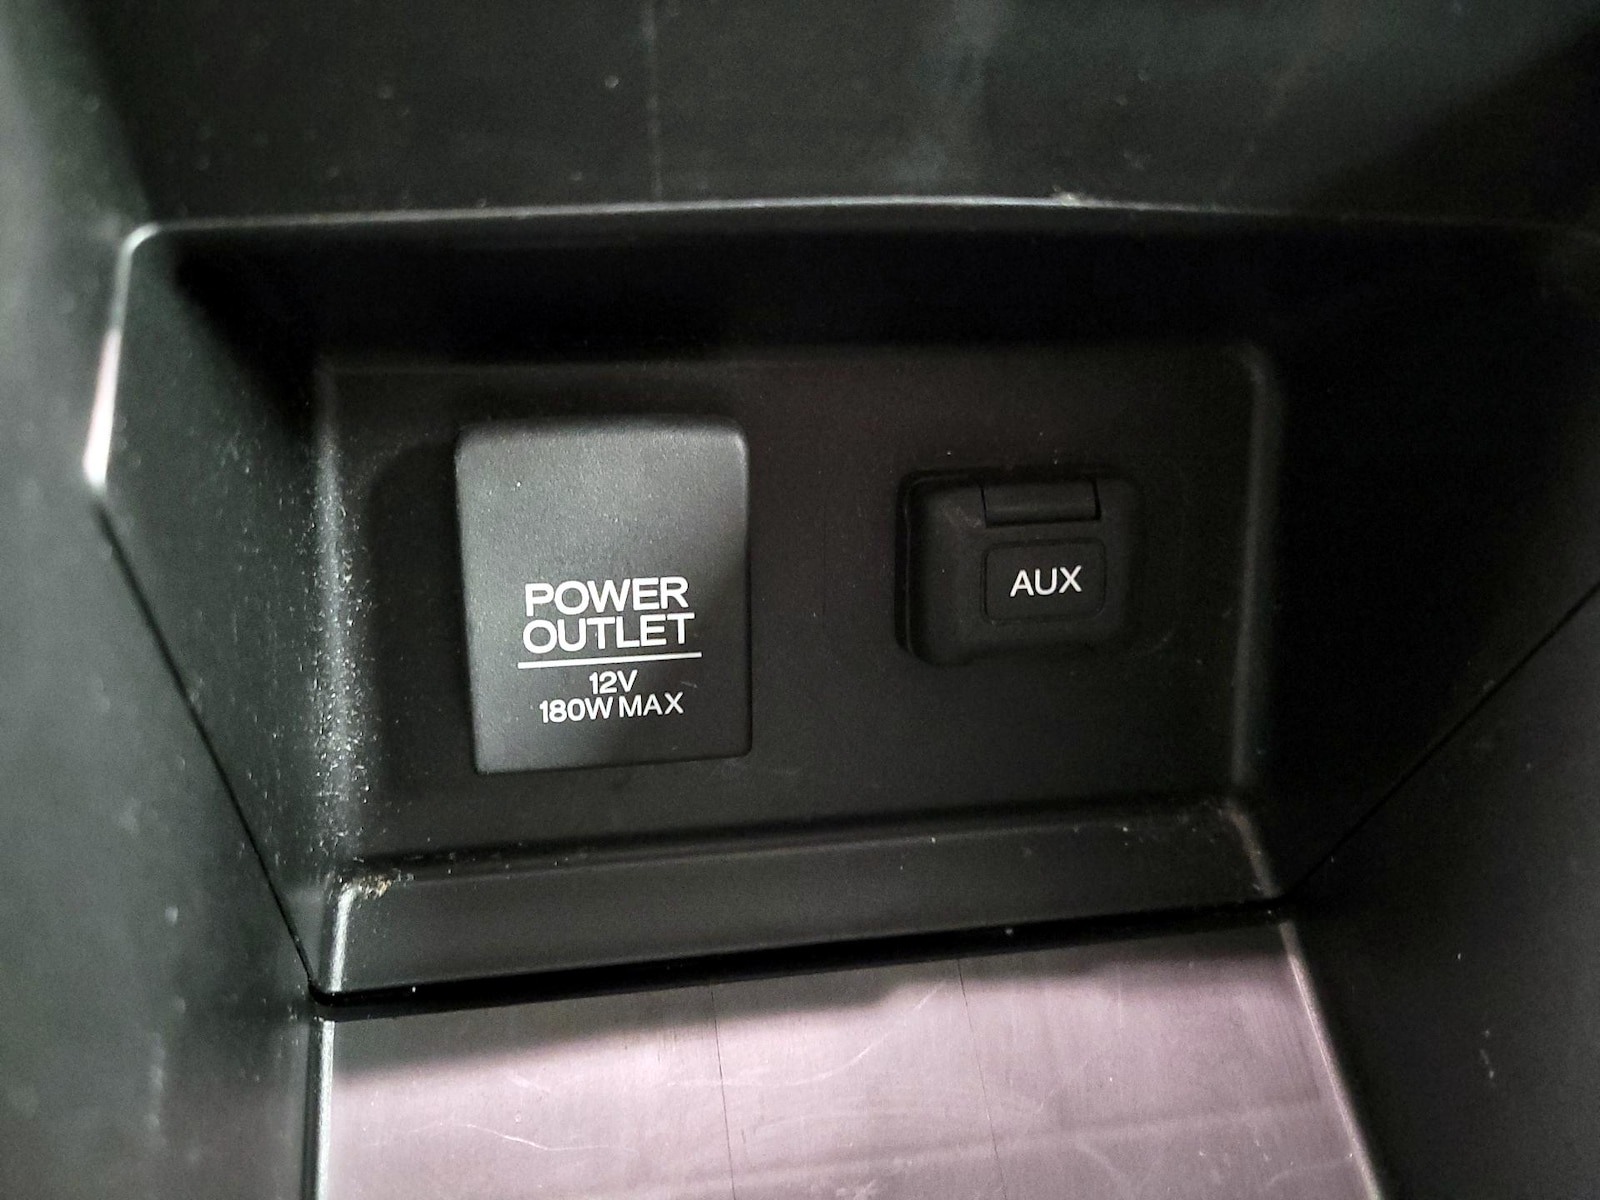 POWER
OUTLET
12V
180W MAX
AUX